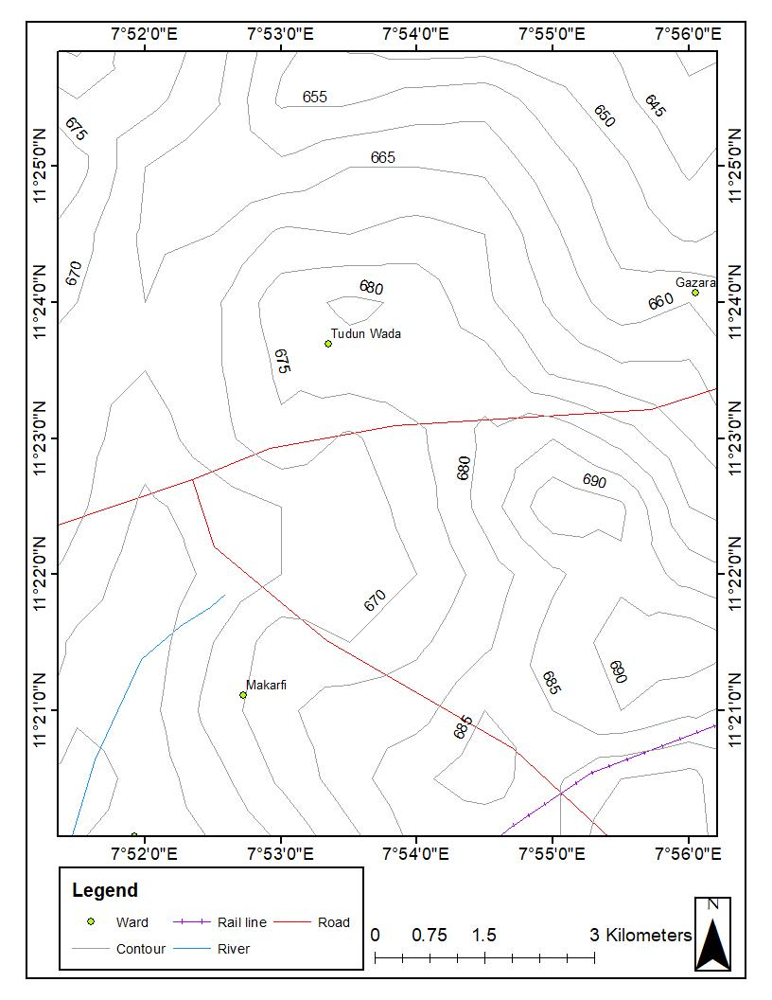 7°52'0"E 7°53'0"E 7°54'0"E 7°55'0"E 7°56'0"E
655
650
645
675
11°25'0"N
11°25'0"N
665
670
680
Gazara
660
11°24'0"N
11°24'0"N
Tudun Wada
675
11°23'0"N
11°23'0"N
680
690
11°22'0"N
11°22'0"N
670
690
685
Makarfi
11°21'0"N
11°21'0"N
685
7°52'0"E 7°53'0"E 7°54'0"E 7°55'0"E 7°56'0"E
Legend
Ward Rail line Road
Contour River
0 0.75 1.5 3 Kilometers
N